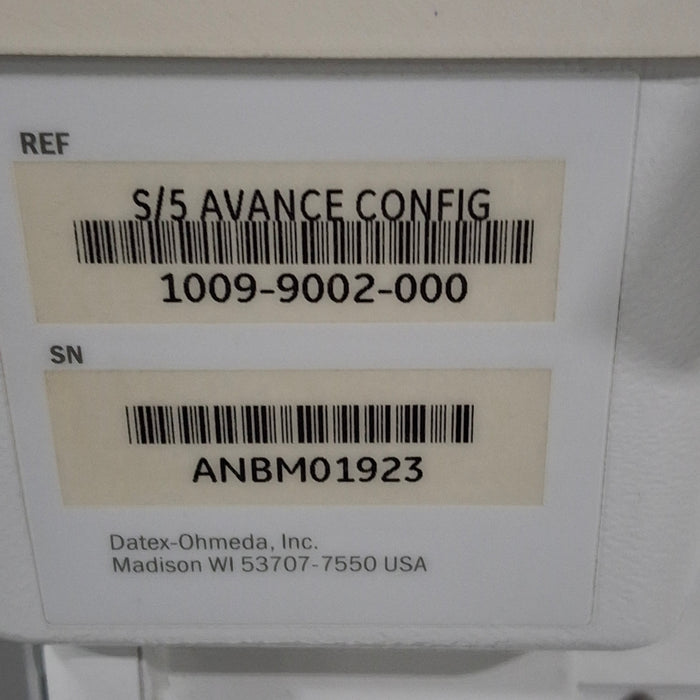 REF
S/5 AVANCE CONFIG
1009-9002-000
SN
ANBM01923
Datex-Ohmeda, Inc.
Madison WI 53707-7550 USA